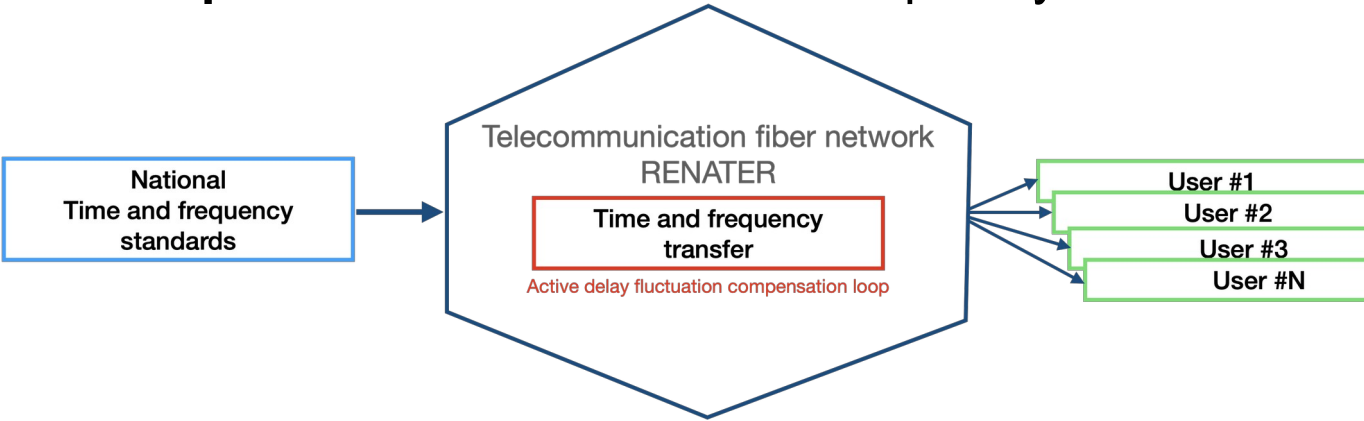 Telecommunication fiber network
RENATER
National
Time and frequency
standards
Time and frequency
transfer
Active delay fluctuation compensation loop
User #1
User #2
User #3
User #N